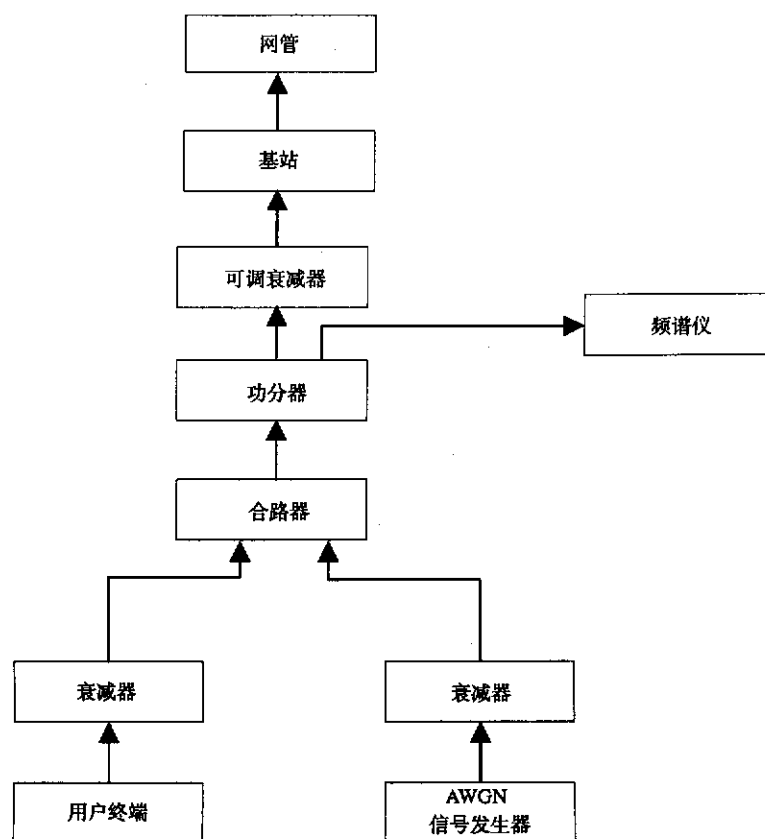 网管
基站
可调衰减器
频谱仪
功分器
合路器
衰减器
衰减器
用户终端
AWGN
信号发生器